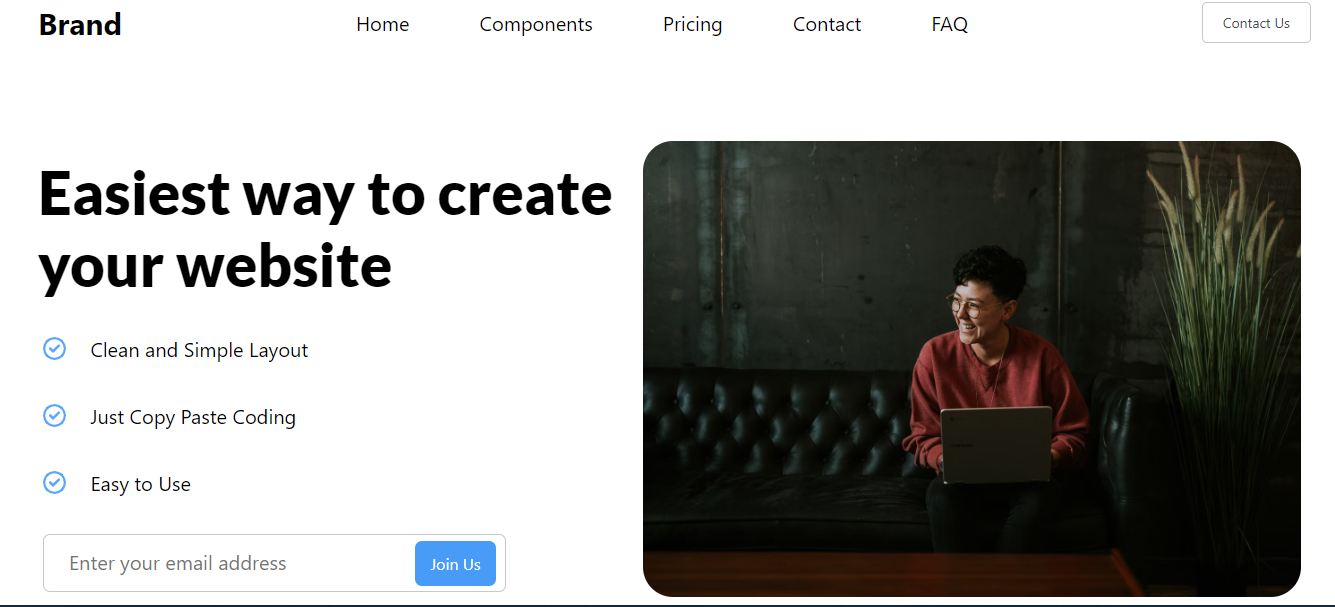 Brand
Home
Components
Pricing
Contact
FAQ
Contact Us
Easiest way to create
your website
Clean and Simple Layout
Just Copy Paste Coding
Easy to Use
Enter your email address
Join Us